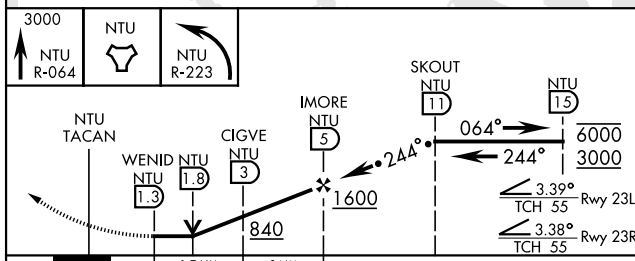 3000
NTU
R-064
NTU
NTU
R-223
SKOUT
NTU
11
NTU
15
IMORE
NTU
5
NTU
TACAN
CIGVE
NTU
3
WENID
NTU
1.3
NTU
1.8
064°
244°
244°
6000
3000
1600
840
3.39°
TCH 55
Rwy 23L
3.38°
TCH 55
Rwy 23R